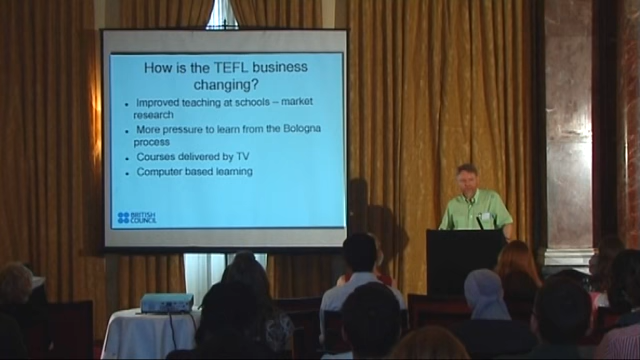 How is the TEFL business
changing?
• Improved teaching at schools – market
research
• More pressure to learn from the Bologna
process
• Courses delivered by TV
• Computer based learning
BRITISH
COUNCIL